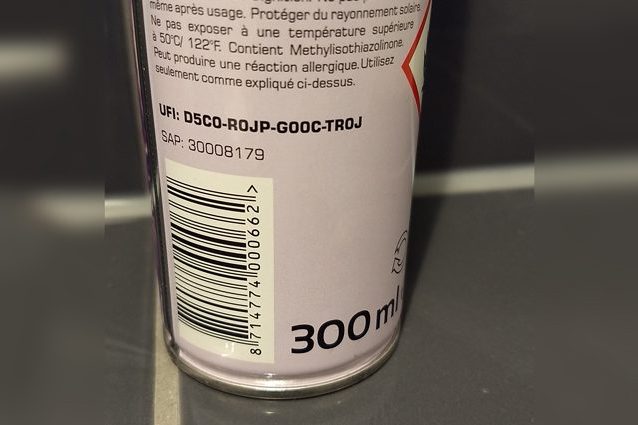 même après usage. Protéger du rayonnement solaire.
Ne pas exposer à une température supérieure
à 50°C/ 122°F. Contient Methylisothiazolinone.
Peut produire une réaction allergique. Utilisez
seulement comme expliqué ci-dessus.
UFI: D5C0-R0JP-G00C-TR0J
SAP: 30008179
8 714774 000662 >
300 ml